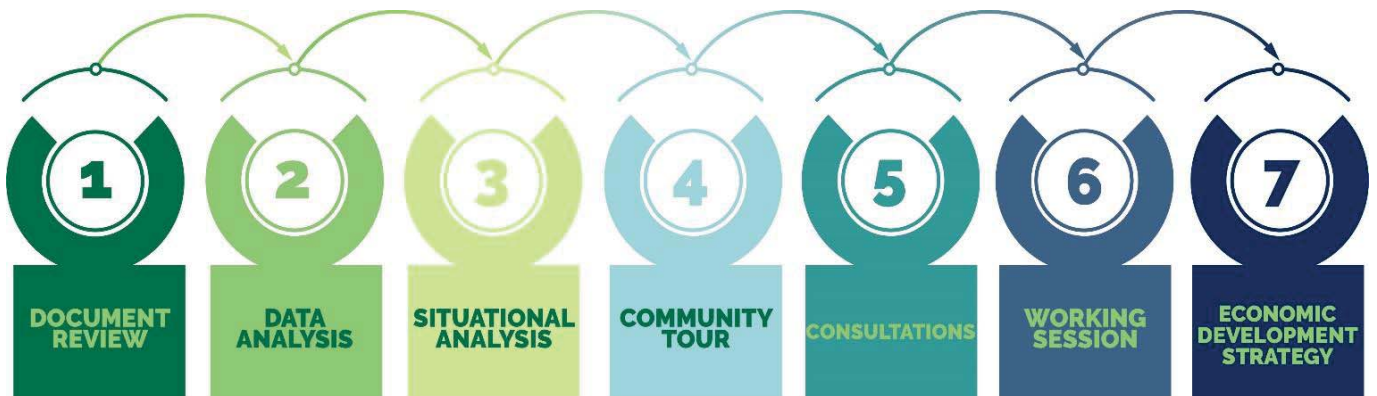 1
2
3
4
5
6
7
DOCUMENT
REVIEW
DATA
ANALYSIS
SITUATIONAL
ANALYSIS
COMMUNITY
TOUR
CONSULTATIONS
WORKING
SESSION
ECONOMIC
DEVELOPMENT
STRATEGY